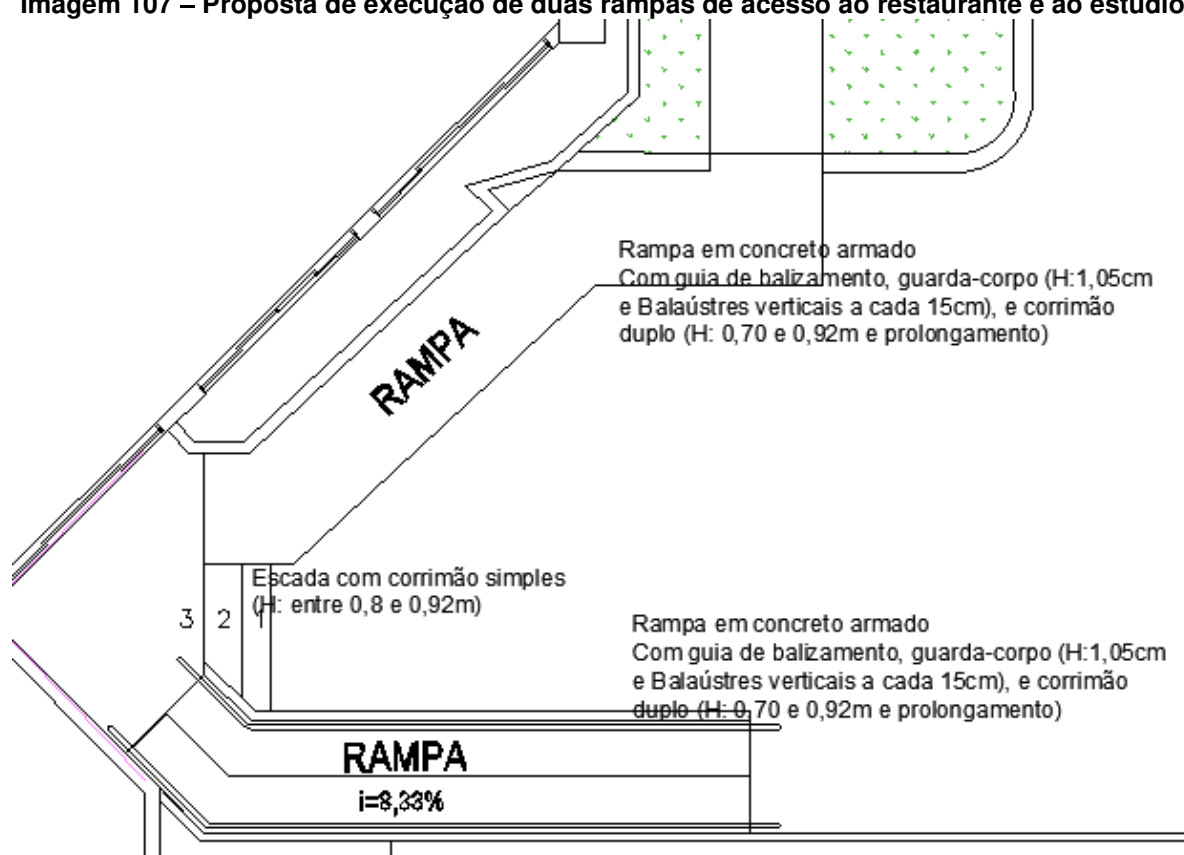 Imagem 107 – Proposta de execução de duas rampas de acesso ao restaurante e ao estúdio
Rampa em concreto armado
Com guia de balizamento, guarda-corpo (H:1,05cm
e Balaústres verticais a cada 15cm), e corrimão
duplo (H: 0,70 e 0,92m e prolongamento)
RAMPA
Escada com corrimão simples
(H: entre 0,8 e 0,92m)
3 2 1
Rampa em concreto armado
Com guia de balizamento, guarda-corpo (H:1,05cm
e Balaústres verticais a cada 15cm), e corrimão
duplo (H: 0,70 e 0,92m e prolongamento)
RAMPA
i=8,33%